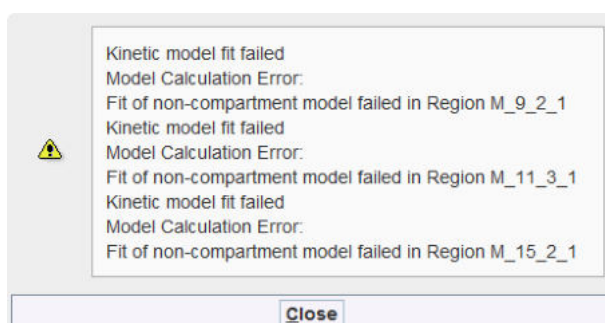 Kinetic model fit failed
Model Calculation Error:
Fit of non-compartment model failed in Region M_9_2_1
Kinetic model fit failed
Model Calculation Error:
Fit of non-compartment model failed in Region M_11_3_1
Kinetic model fit failed
Model Calculation Error:
Fit of non-compartment model failed in Region M_15_2_1
Close